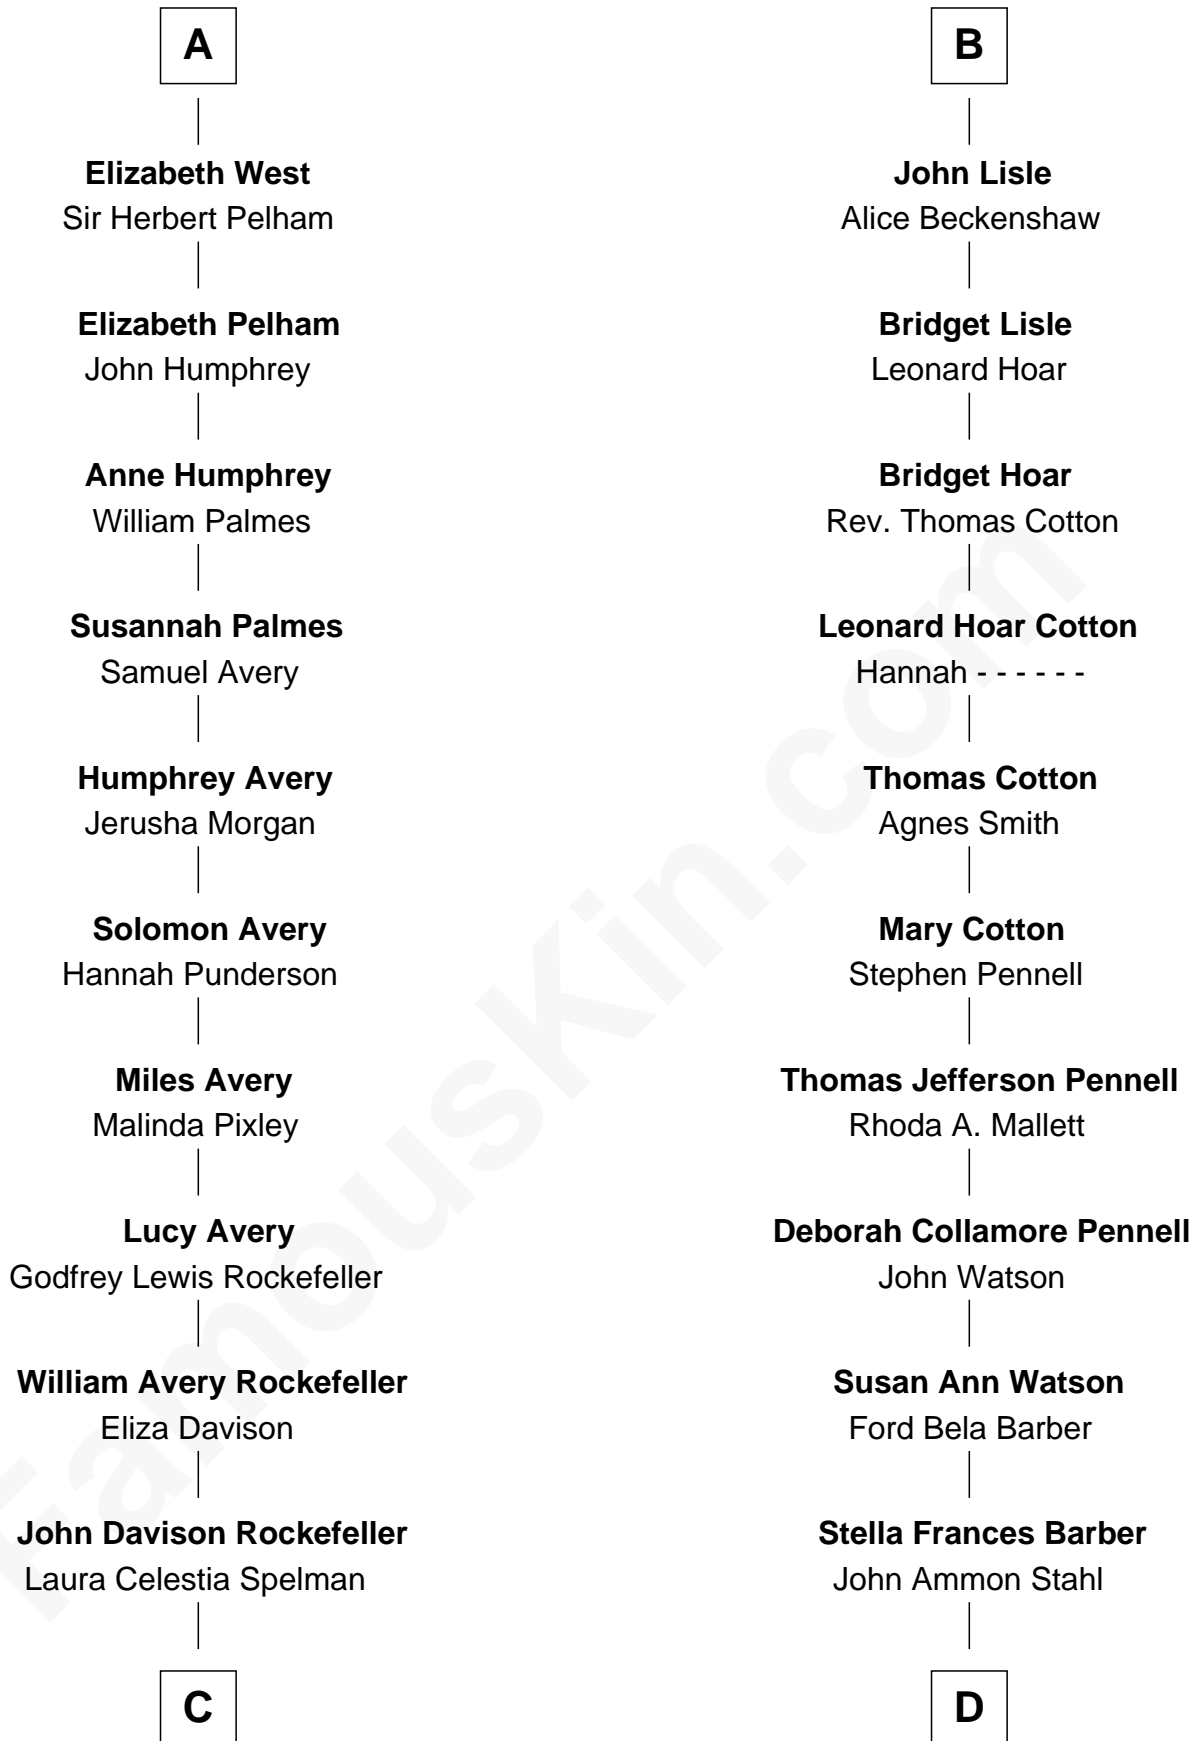 A
Elizabeth West
Sir Herbert Pelham
Elizabeth Pelham
John Humphrey
Anne Humphrey
William Palmes
Susannah Palmes
Samuel Avery
Humphrey Avery
Jerusha Morgan
Solomon Avery
Hannah Punderson
Miles Avery
Malinda Pixley
Lucy Avery
Godfrey Lewis Rockefeller
William Avery Rockefeller
Eliza Davison
John Davison Rockefeller
Laura Celestia Spelman
C
B
John Lisle
Alice Beckenshaw
Bridget Lisle
Leonard Hoar
Bridget Hoar
Rev. Thomas Cotton
Leonard Hoar Cotton
Hannah - - - - - -
Thomas Cotton
Agnes Smith
Mary Cotton
Stephen Pennell
Thomas Jefferson Pennell
Rhoda A. Mallett
Deborah Collamore Pennell
John Watson
Susan Ann Watson
Ford Bela Barber
Stella Frances Barber
John Ammon Stahl
D
FamousKin.com